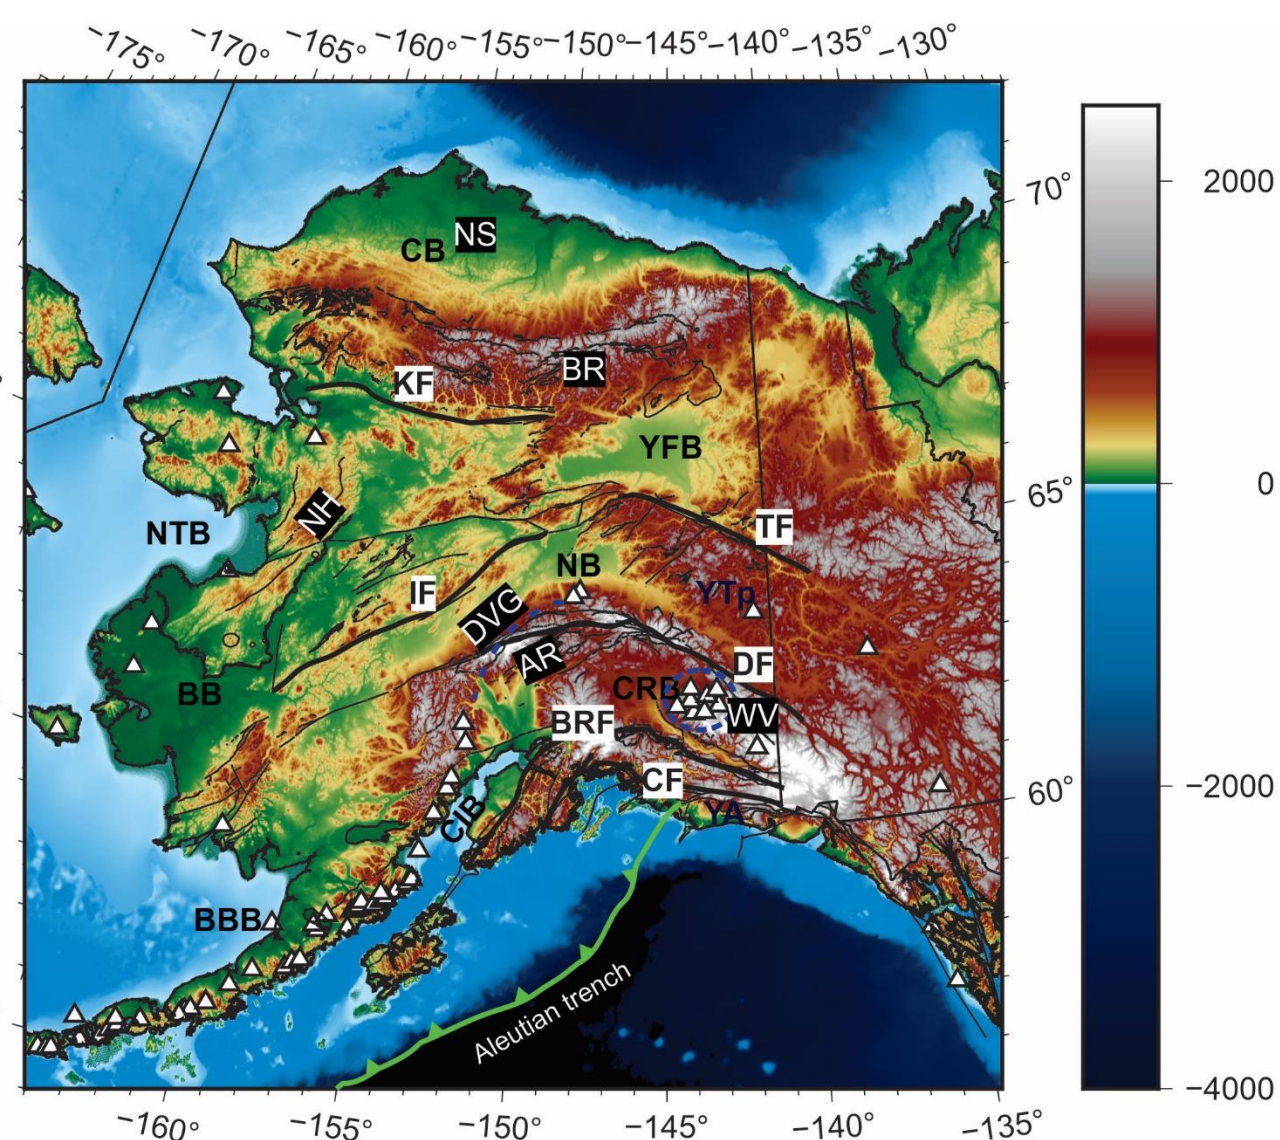 −175° −170° −165° −160° −155° −150° −145° −140° −135° −130°
2000
70°
NS
CB
BR
KF
YFB
0
65°
NH
NTB
TF
NB
IF
YTp
DVG
AR
DF
CRB
BB
WV
BRF
CF
60°
−2000
YA
CIB
BBB
Aleutian trench
−4000
−160° −155° −150° −145° −140° −135°